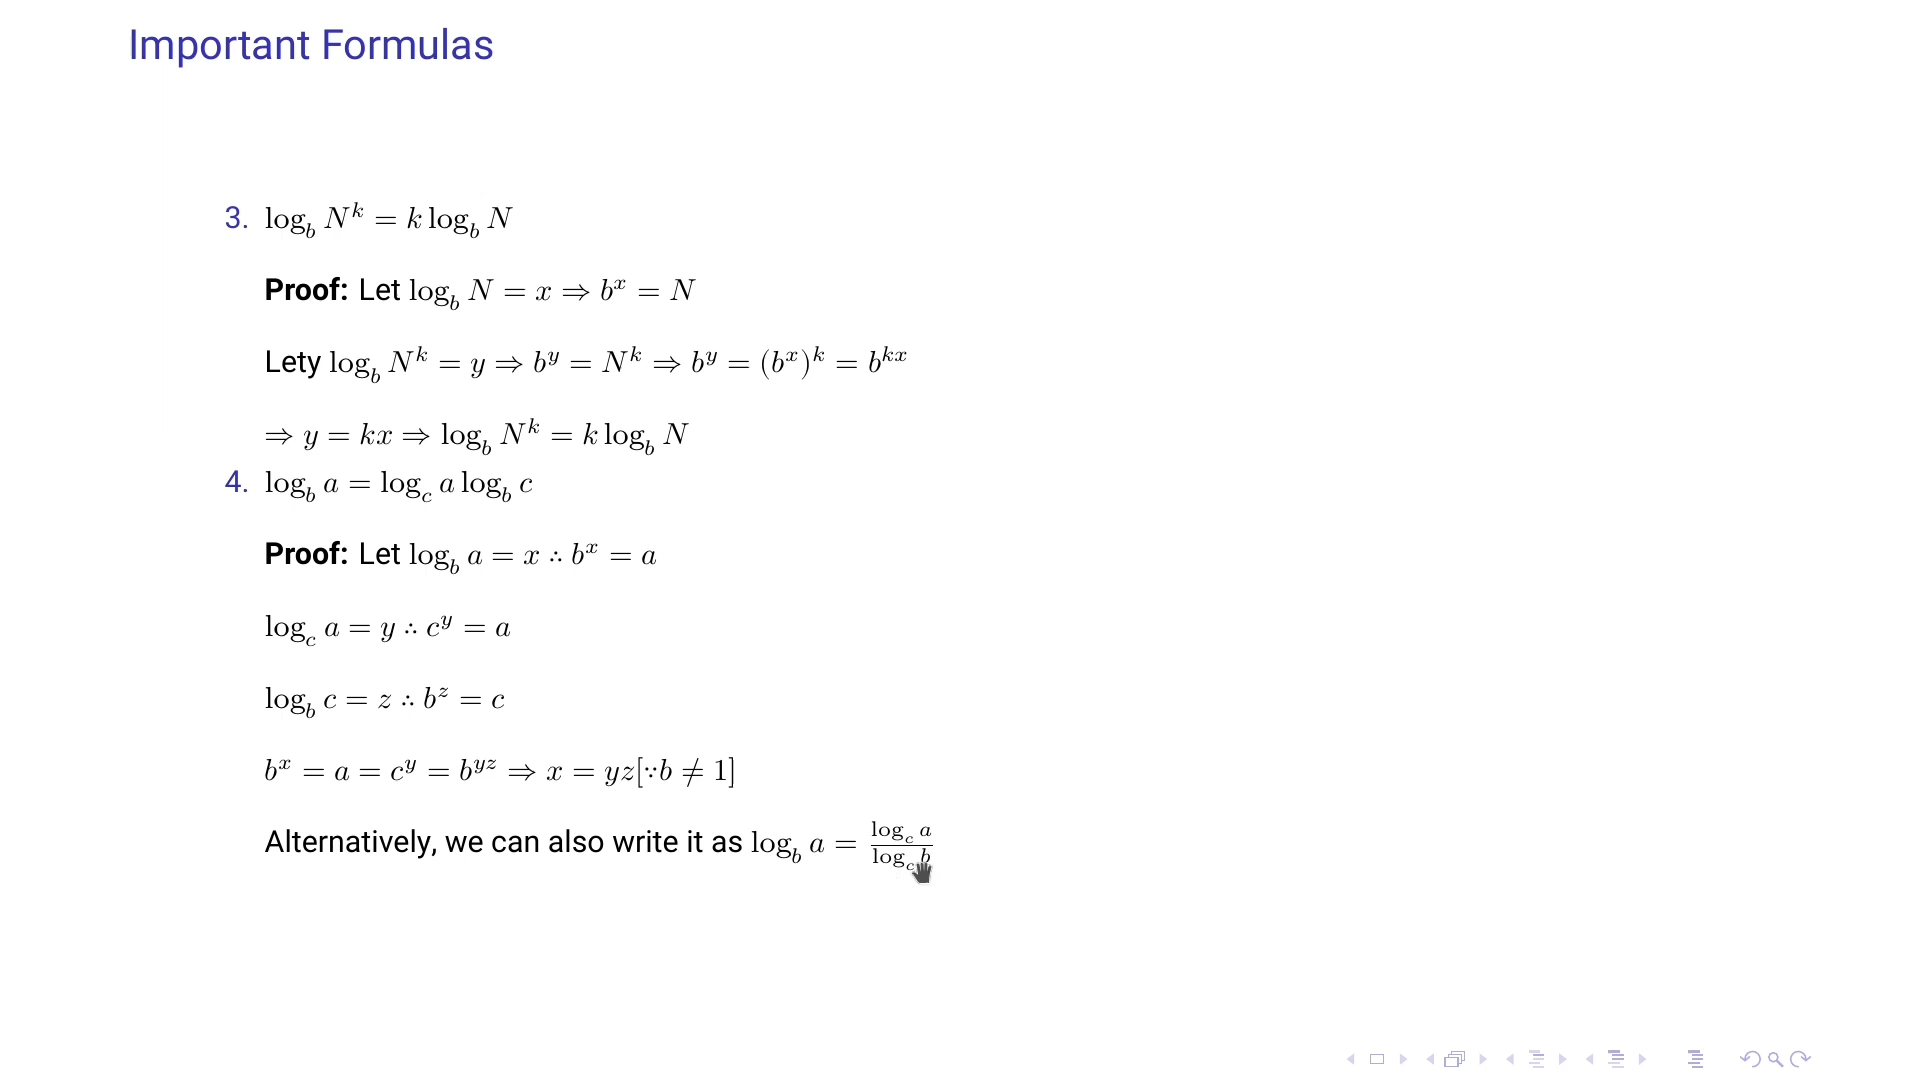 Important Formulas
3. log_b N^k = k log_b N
Proof: Let log_b N = x ⇒ b^x = N
Lety log_b N^k = y ⇒ b^y = N^k ⇒ b^y = (b^x)^k = b^{kx}
⇒ y = kx ⇒ log_b N^k = k log_b N
4. log_b a = log_c a log_b c
Proof: Let log_b a = x ∴ b^x = a
log_c a = y ∴ c^y = a
log_b c = z ∴ b^z = c
b^x = a = c^y = b^{yz} ⇒ x = yz[∵b ≠ 1]
Alternatively, we can also write it as log_b a = \frac{log_c a}{log_c b}